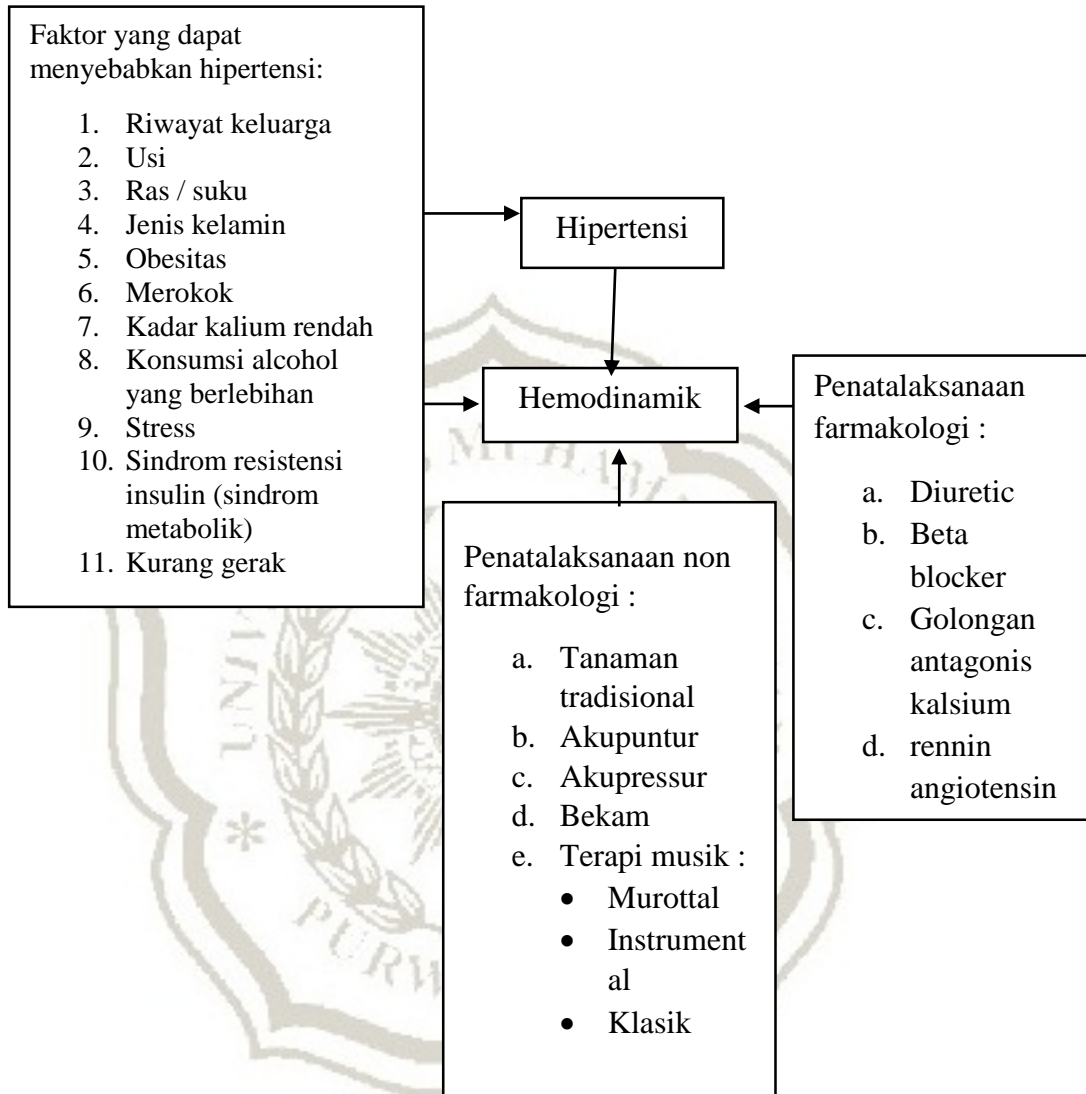 Faktor yang dapat
menyebabkan hipertensi:
1. Riwayat keluarga
2. Usi
3. Ras / suku
4. Jenis kelamin
5. Obesitas
6. Merokok
7. Kadar kalium rendah
8. Konsumsi alcohol
yang berlebihan
9. Stress
10. Sindrom resistensi
insulin (sindrom
metabolik)
11. Kurang gerak
Hipertensi
Hemodinamik
Penatalaksanaan
farmakologi :
a. Diuretic
b. Beta
blocker
c. Golongan
antagonis
kalsium
d. rennin
angiotensin
Penatalaksanaan non
farmakologi :
a. Tanaman
tradisional
b. Akupuntur
c. Akupressur
d. Bekam
e. Terapi musik :
• Murottal
• Instrument
al
• Klasik